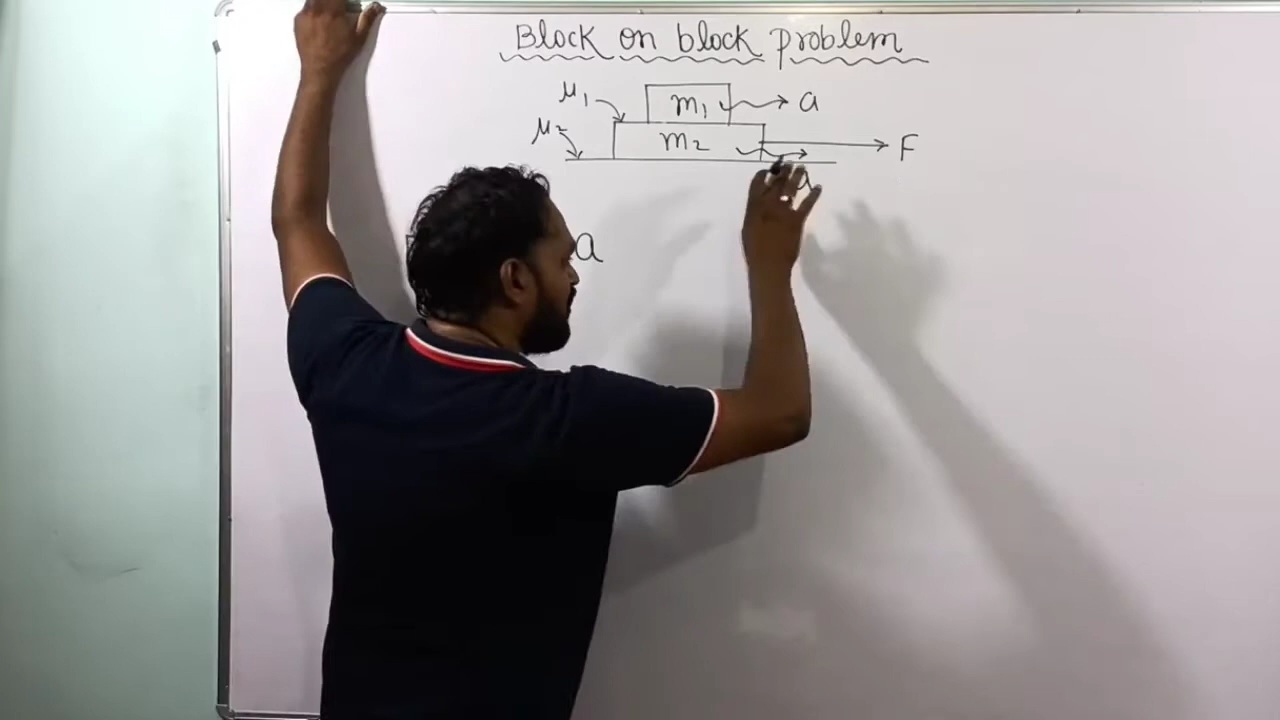 Block on block problem
μ1 m1 a
μ2 m2 F
a
a